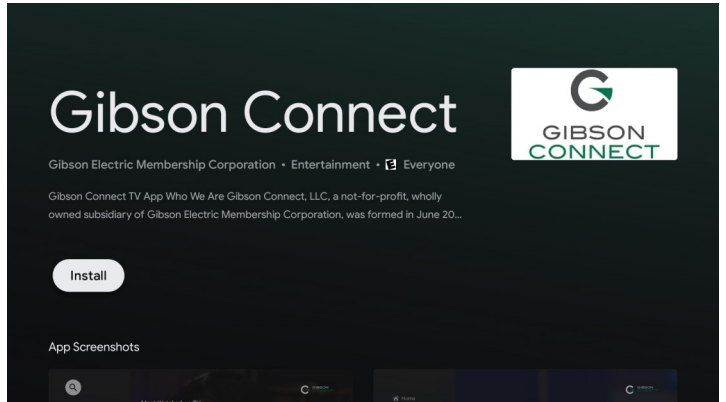 Gibson Connect
GIBSON
CONNECT
Gibson Electric Membership Corporation • Entertainment • E Everyone
Gibson Connect TV App Who We Are Gibson Connect, LLC, a not-for-profit, wholly
owned subsidiary of Gibson Electric Membership Corporation, was formed in June 20...
Install
App Screenshots
Home